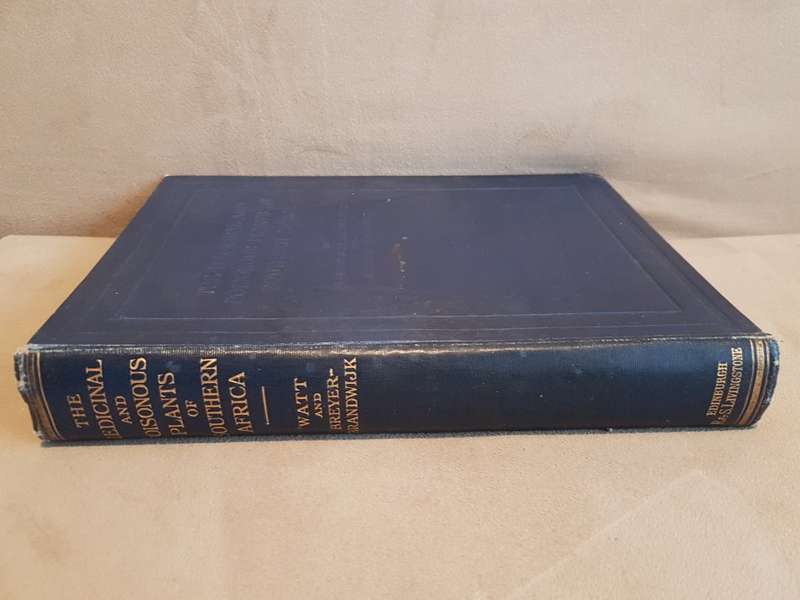 THE
MEDICINAL
AND
POISONOUS
PLANTS
OF
SOUTHERN
AFRICA
WATT
AND
BREYER-
BRANDWIJK
EDINBURGH
E.&S. LIVINGSTONE